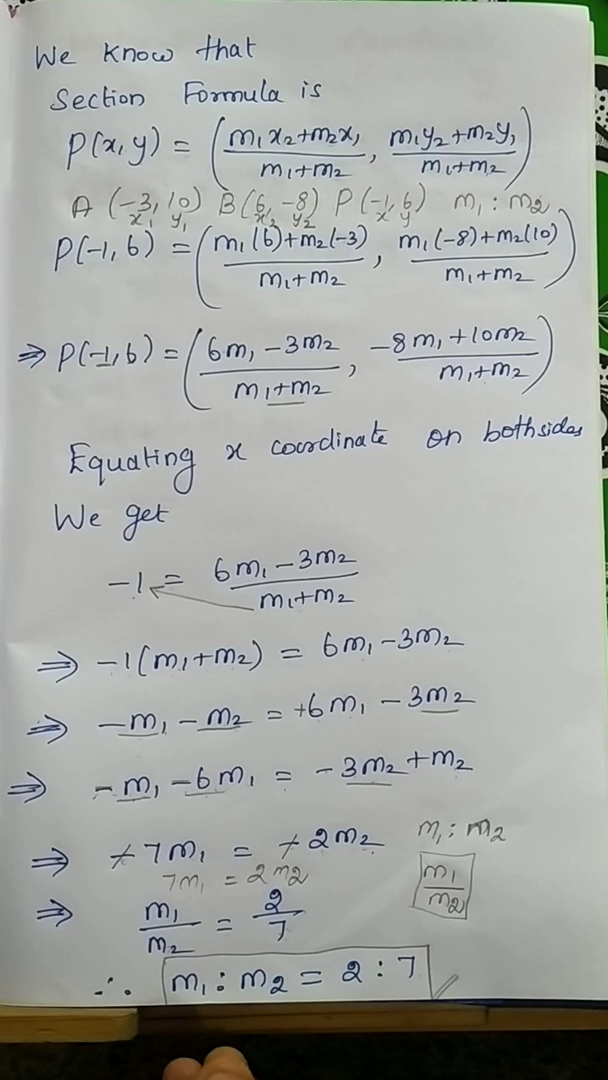 We know that
Section Formula is
P(x, y) = (m₁x₂+m₂x₁ / m₁+m₂, m₁y₂+m₂y₁ / m₁+m₂)
A (-3, 10) B(6, -8) P(-1, 6) m₁ : m₂
x₁ y₁ x₂ y₂ x y
P(-1, 6) = (m₁(6)+m₂(-3) / m₁+m₂, m₁(-8)+m₂(10) / m₁+m₂)
⇒ P(-1, 6) = (6m₁ - 3m₂ / m₁+m₂, -8m₁ + 10m₂ / m₁+m₂)
Equating x coordinate on both sides
We get
-1 = 6m₁ - 3m₂ / m₁+m₂
⇒ -1(m₁+m₂) = 6m₁ - 3m₂
⇒ -m₁ - m₂ = +6m₁ - 3m₂
⇒ -m₁ - 6m₁ = -3m₂ + m₂
⇒ -7m₁ = -2m₂ m₁ : m₂
7m₁ = 2m₂ m₁/m₂
⇒ m₁/m₂ = 2/7
∴ m₁ : m₂ = 2 : 7